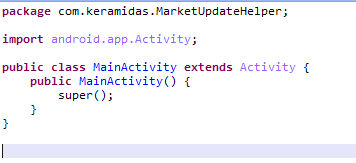 package com.keramidas.MarketUpdateHelper;
import android.app.Activity;
public class MainActivity extends Activity {
    public MainActivity() {
        super();
    }
}